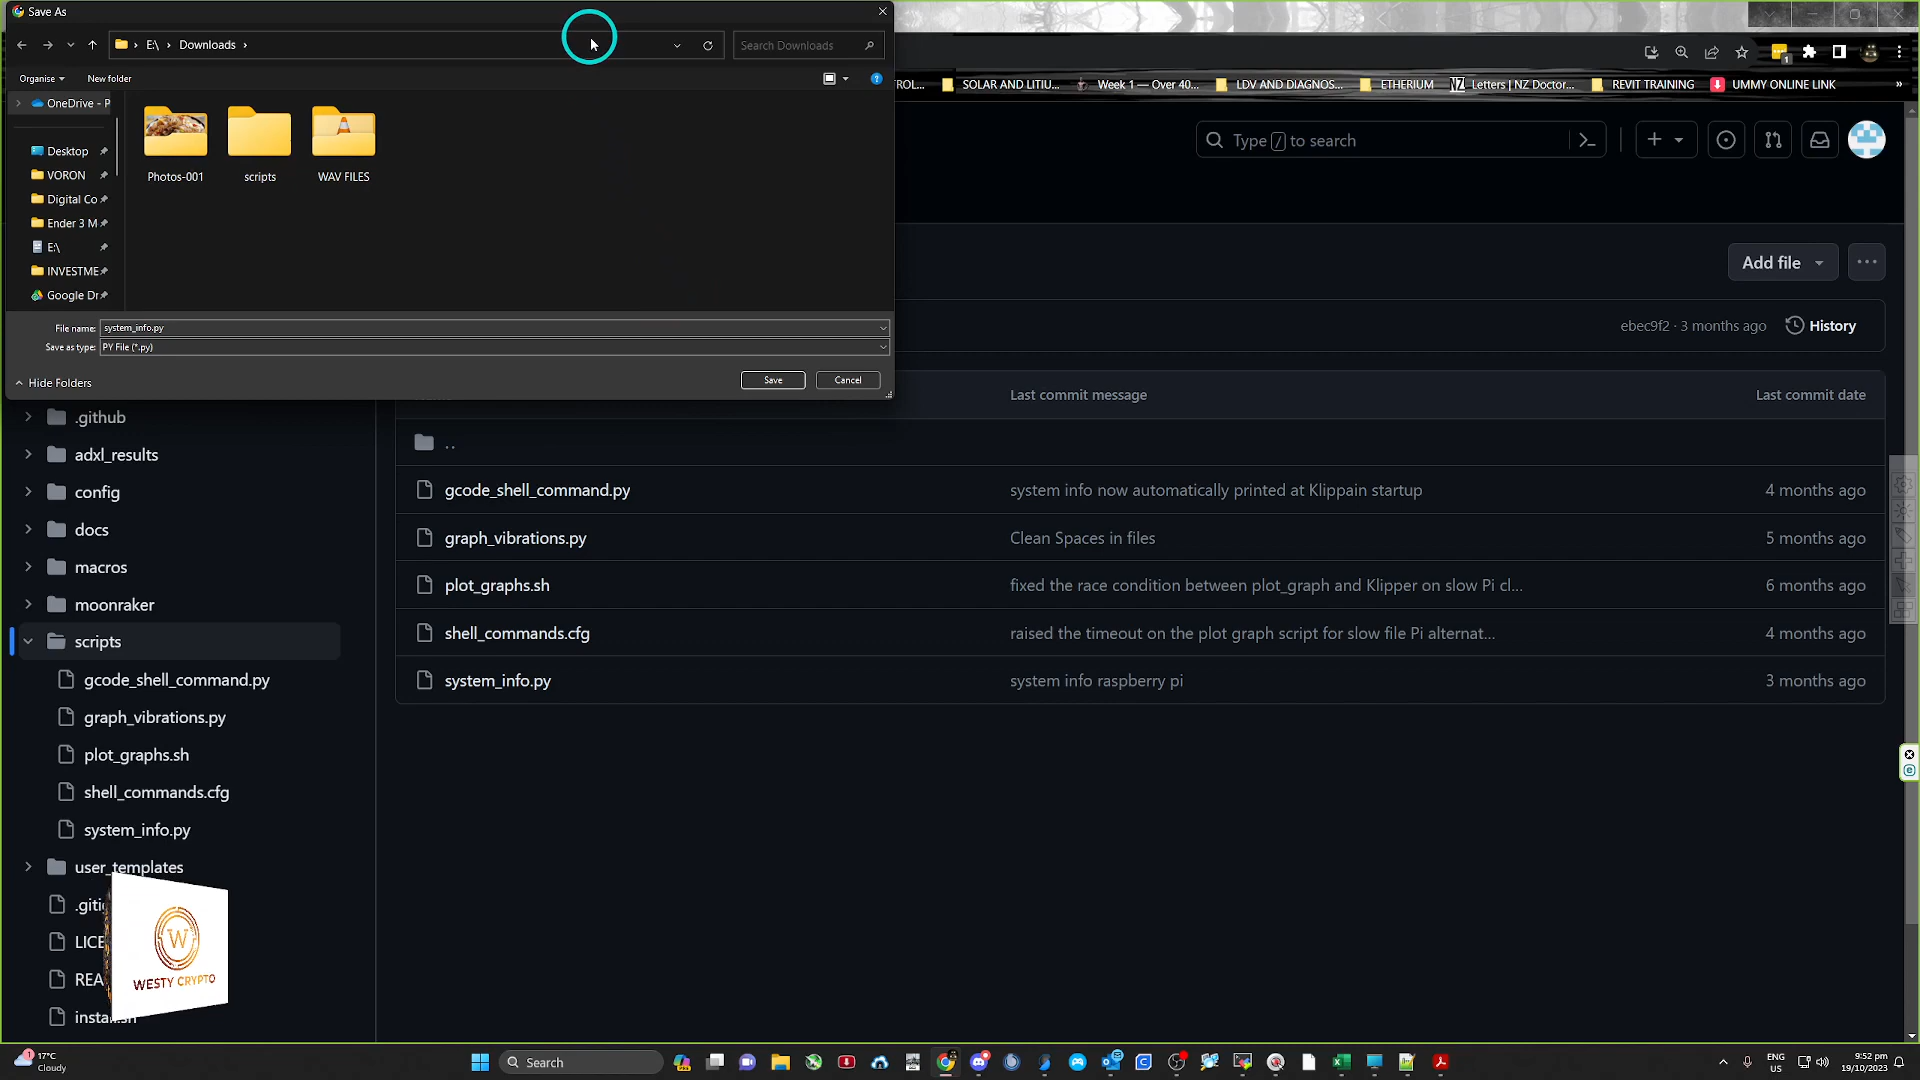 Save As
E:\ Downloads
Search Downloads
Organise
New folder
OneDrive - P
Desktop
VORON
Digital Co
Ender 3 M
E:\
INVESTME
Google Dr
Photos-001
scripts
WAV FILES
File name: system_info.py
Save as type: PY File (*.py)
Hide Folders
Save
Cancel
ROL...
SOLAR AND LITIU...
Week 1 — Over 40...
LDV AND DIAGNOS...
ETHERIUM
Letters | NZ Doctor...
REVIT TRAINING
UMMY ONLINE LINK
»
Type / to search
Add file
ebec9f2 · 3 months ago
History
Last commit message
Last commit date
..
gcode_shell_command.py
system info now automatically printed at Klippain startup
4 months ago
graph_vibrations.py
Clean Spaces in files
5 months ago
plot_graphs.sh
fixed the race condition between plot_graph and Klipper on slow Pi cl...
6 months ago
shell_commands.cfg
raised the timeout on the plot graph script for slow file Pi alternat...
4 months ago
system_info.py
system info raspberry pi
3 months ago
.github
adxl_results
config
docs
macros
moonraker
scripts
gcode_shell_command.py
graph_vibrations.py
plot_graphs.sh
shell_commands.cfg
system_info.py
user_templates
.giti
LICE
REA
install.sh
W
WESTY CRYPTO
1
17°C
Cloudy
Search
ENG
US
9:52 pm
19/10/2023